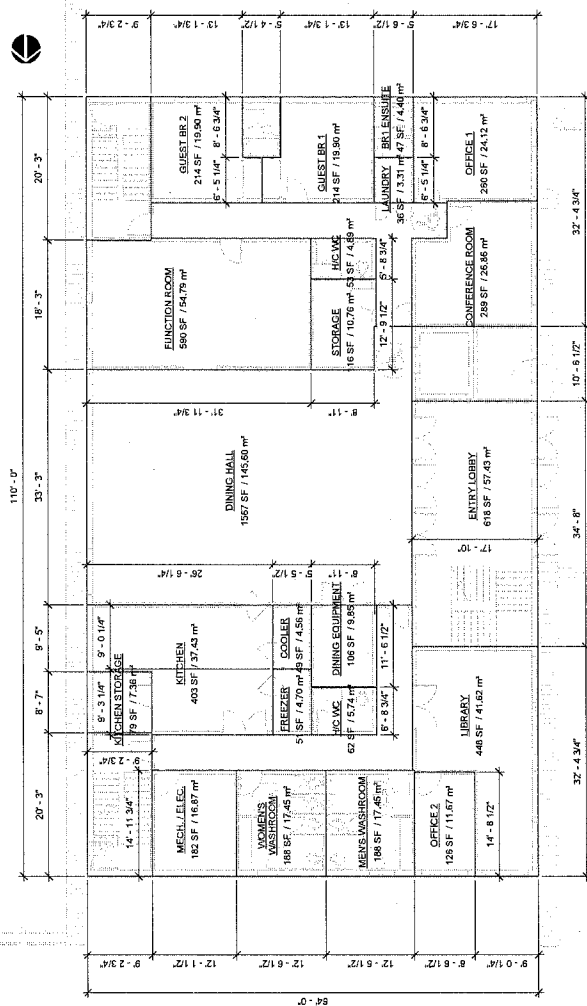 110' - 0"
20' - 3"
8' - 7"
9' - 5"
33' - 3"
18' - 3"
20' - 3"
9' - 2 3/4"
12' - 1 1/2"
12' - 6 1/2"
12' - 5 1/2"
8' - 6 1/2"
9' - 0 1/4"
64' - 0"
9' - 2 3/4"
14' - 11 3/4"
9' - 3 1/4"
9' - 0 1/4"
KITCHEN STORAGE
79 SF / 7,36 m²
MECH. / ELEC.
182 SF / 16,87 m²
WOMEN'S
WASHROOM
188 SF / 17,45 m²
MEN'S WASHROOM
188 SF / 17,45 m²
OFFICE 2
126 SF / 11,67 m²
14' - 8 1/2"
KITCHEN
403 SF / 37,43 m²
FREEZER
51 SF / 4,70 m²
COOLER
49 SF / 4,56 m²
H/C WC
62 SF / 5,74 m²
DINING EQUIPMENT
106 SF / 9,85 m²
6' - 8 3/4"
11' - 6 1/2"
26' - 6 1/4"
5' - 5 1/2"
8' - 11"
LIBRARY
448 SF / 41,62 m²
DINING HALL
1567 SF / 145,60 m²
31' - 11 3/4"
8' - 11"
17' - 10"
ENTRY LOBBY
618 SF / 57,43 m²
FUNCTION ROOM
590 SF / 54,79 m²
STORAGE
16 SF / 10,76 m²
H/C WC
53 SF / 4,89 m²
12' - 9 1/2"
5' - 8 3/4"
CONFERENCE ROOM
289 SF / 26,86 m²
GUEST BR 2
214 SF / 19,90 m²
6' - 5 1/4"
8' - 6 3/4"
GUEST BR 1
214 SF / 19,90 m²
LAUNDRY
36 SF / 3,31 m²
BR1 ENSUITE
47 SF / 4,40 m²
6' - 5 1/4"
8' - 6 3/4"
OFFICE 1
260 SF / 24,12 m²
9' - 2 3/4"
13' - 1 3/4"
5' - 4 1/2"
13' - 1 3/4"
5' - 6 1/2"
17' - 6 3/4"
32' - 4 3/4"
34' - 8"
10' - 6 1/2"
32' - 4 3/4"